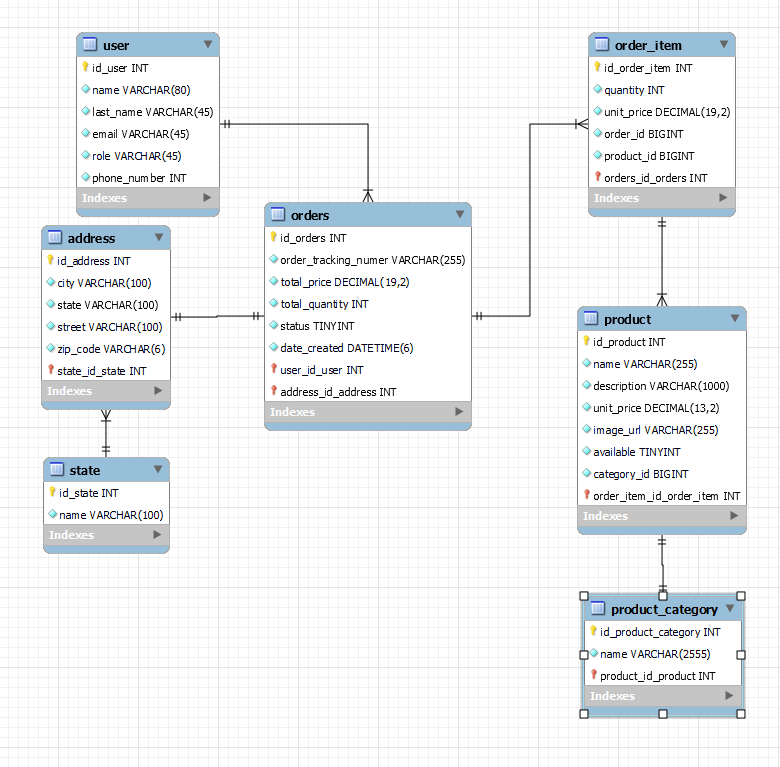 user
id_user INT
name VARCHAR(80)
last_name VARCHAR(45)
email VARCHAR(45)
role VARCHAR(45)
phone_number INT
Indexes
address
id_address INT
city VARCHAR(100)
state VARCHAR(100)
street VARCHAR(100)
zip_code VARCHAR(6)
state_id_state INT
Indexes
state
id_state INT
name VARCHAR(100)
Indexes
orders
id_orders INT
order_tracking_numer VARCHAR(255)
total_price DECIMAL(19,2)
total_quantity INT
status TINYINT
date_created DATETIME(6)
user_id_user INT
address_id_address INT
Indexes
order_item
id_order_item INT
quantity INT
unit_price DECIMAL(19,2)
order_id BIGINT
product_id BIGINT
orders_id_orders INT
Indexes
product
id_product INT
name VARCHAR(255)
description VARCHAR(1000)
unit_price DECIMAL(13,2)
image_url VARCHAR(255)
available TINYINT
category_id BIGINT
order_item_id_order_item INT
Indexes
product_category
id_product_category INT
name VARCHAR(2555)
product_id_product INT
Indexes